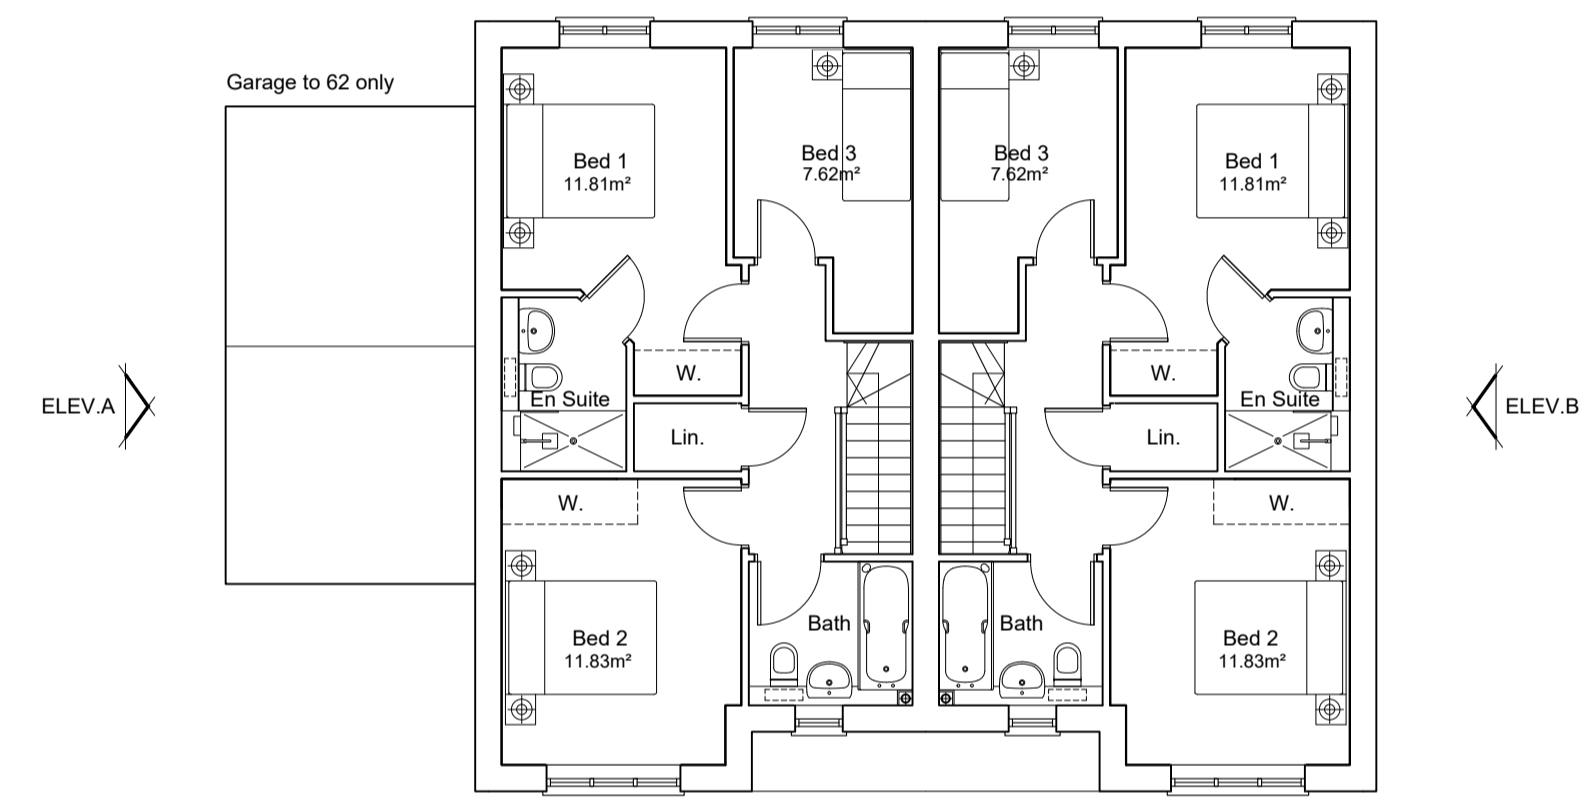 Garage to 62 only
Bed 1
11.81m²
Bed 3
7.62m²
Bed 3
7.62m²
Bed 1
11.81m²
W.
W.
En Suite
En Suite
ELEV.A
ELEV.B
Lin.
Lin.
W.
W.
Bath
Bath
Bed 2
11.83m²
Bed 2
11.83m²